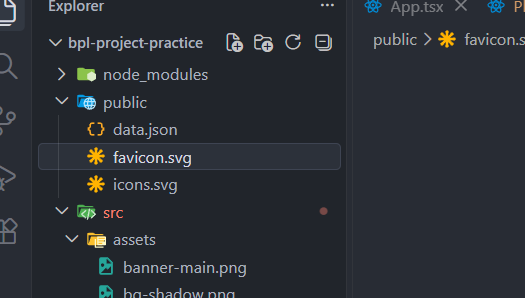 Explorer
···
App.tsx
bpl-project-practice
public > favicon.s
node_modules
public
data.json
favicon.svg
icons.svg
src
assets
banner-main.png
bg-shadow.png